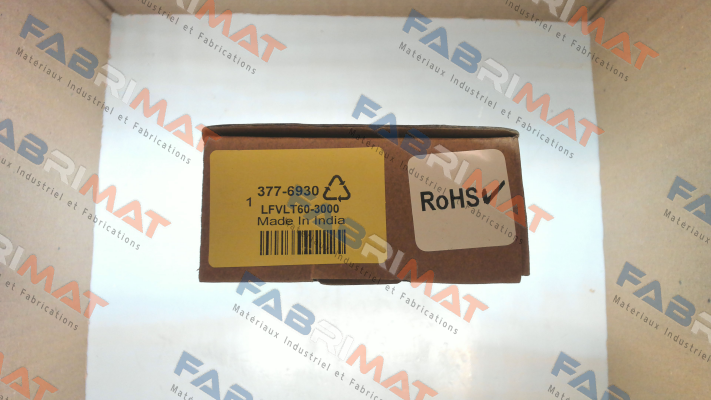 377-6930
1
LFVLT60-3000
Made In India
RoHS✓
FABRIMAT
Matériaux Industriel et Fabrications